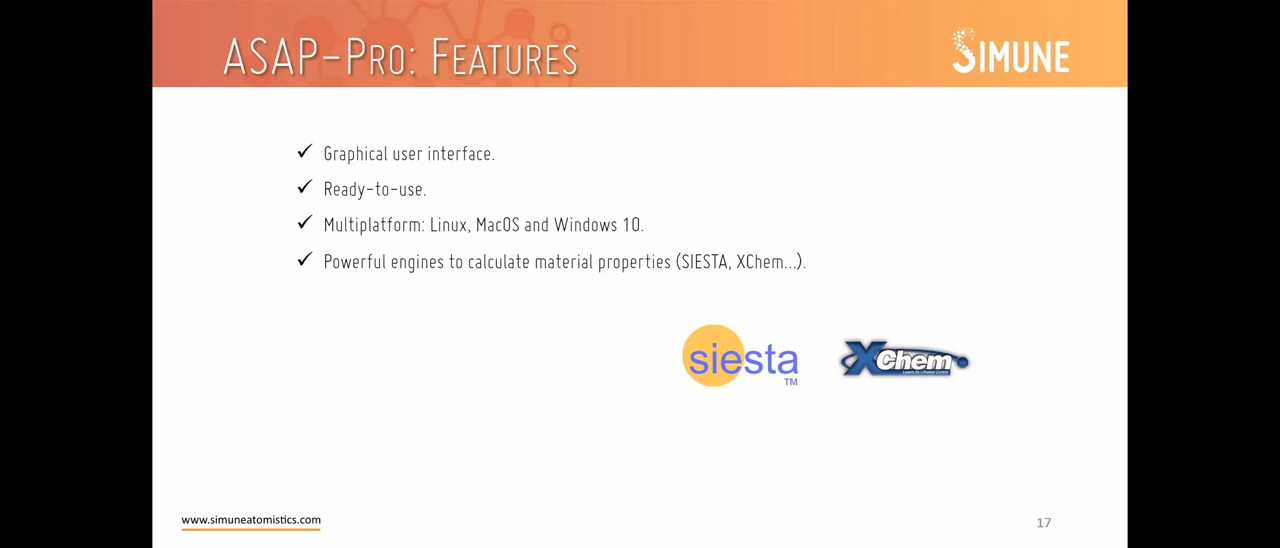 ASAP-Pro: Features
SIMUNE
✓ Graphical user interface.
✓ Ready-to-use.
✓ Multiplatform: Linux, MacOS and Windows 10.
✓ Powerful engines to calculate material properties (SIESTA, XChem...).
siesta
TM
XChem
www.simuneatomistics.com
17